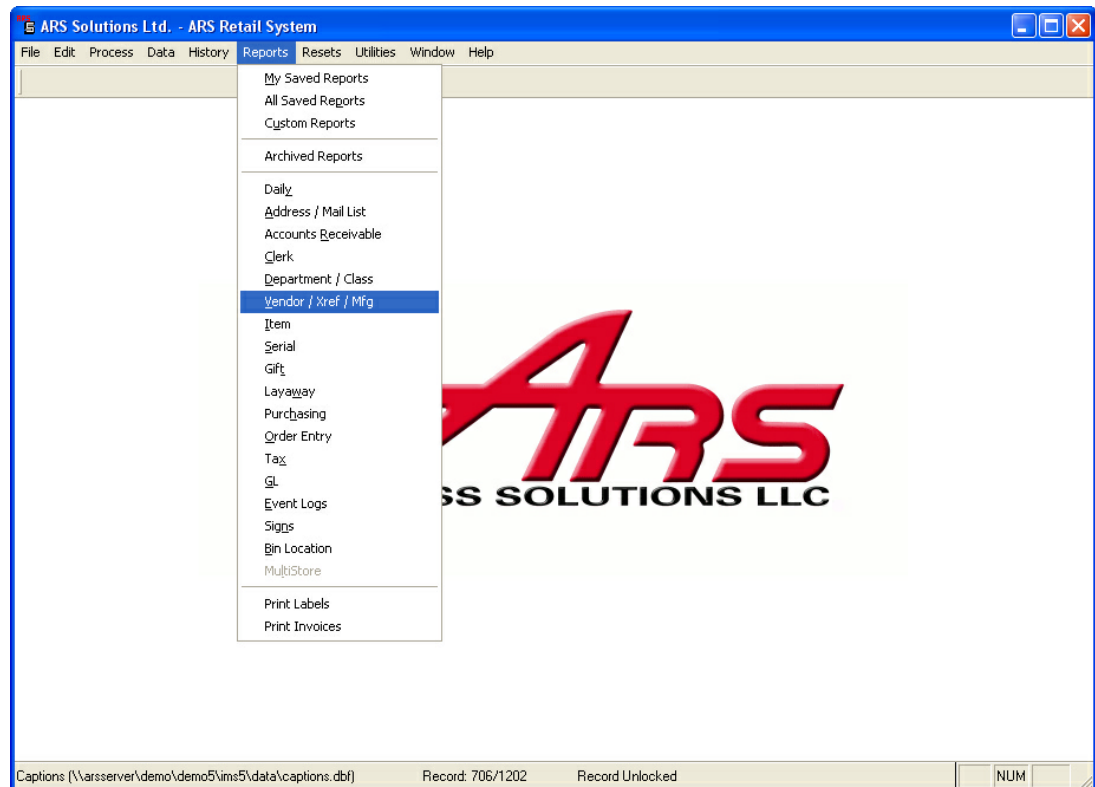 ARS Solutions Ltd. - ARS Retail System
File Edit Process Data History Reports Resets Utilities Window Help
My Saved Reports
All Saved Reports
Custom Reports
Archived Reports
Daily
Address / Mail List
Accounts Receivable
Clerk
Department / Class
Vendor / Xref / Mfg
Item
Serial
Gift
Layaway
Purchasing
Order Entry
Tax
GL
Event Logs
Signs
Bin Location
MultiStore
Print Labels
Print Invoices
ARS
SS SOLUTIONS LLC
Captions (\\arsserver\demo\demo5\ims5\data\captions.dbf) Record: 706/1202 Record Unlocked NUM